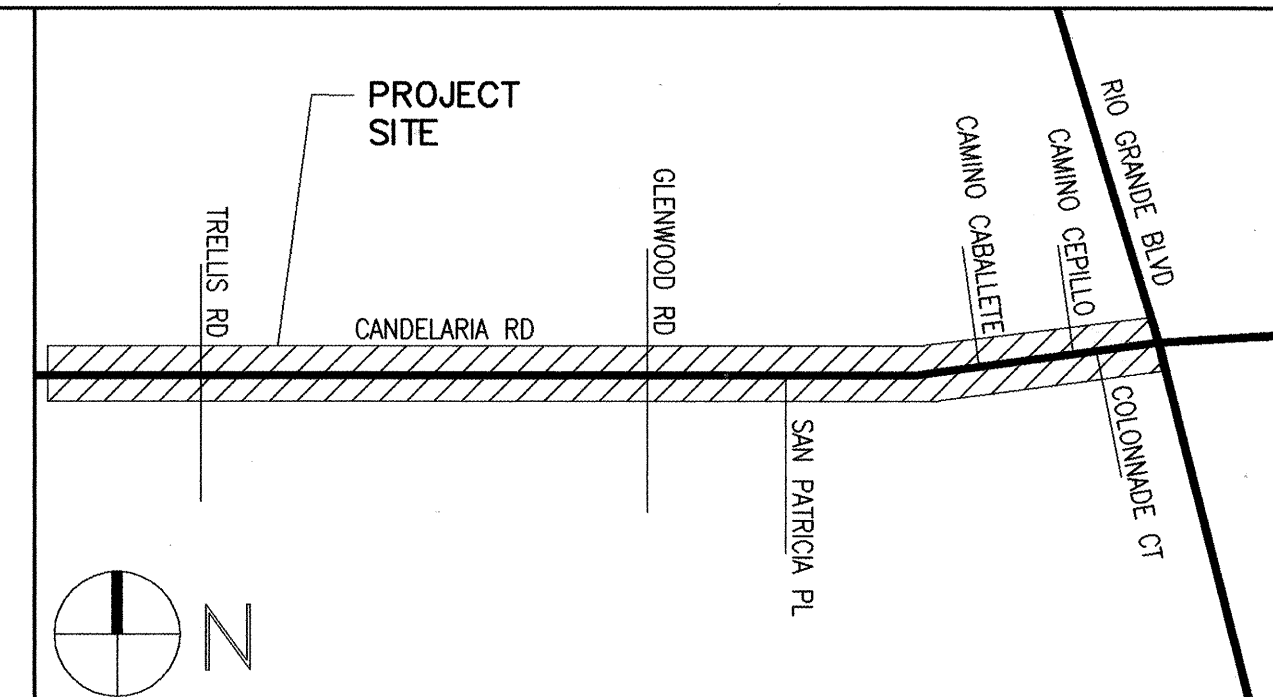 PROJECT
SITE
RIO GRANDE BLVD
CAMINO CEPILLO
CAMINO CABALLETE
GLENWOOD RD
TRELLIS RD
CANDELARIA RD
COLONNADE CT
SAN PATRICIA PL
N